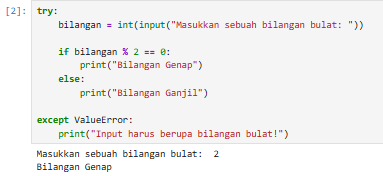 [2]: try:
    bilangan = int(input("Masukkan sebuah bilangan bulat: "))

    if bilangan % 2 == 0:
        print("Bilangan Genap")
    else:
        print("Bilangan Ganjil")

except ValueError:
    print("Input harus berupa bilangan bulat!")
Masukkan sebuah bilangan bulat:  2
Bilangan Genap